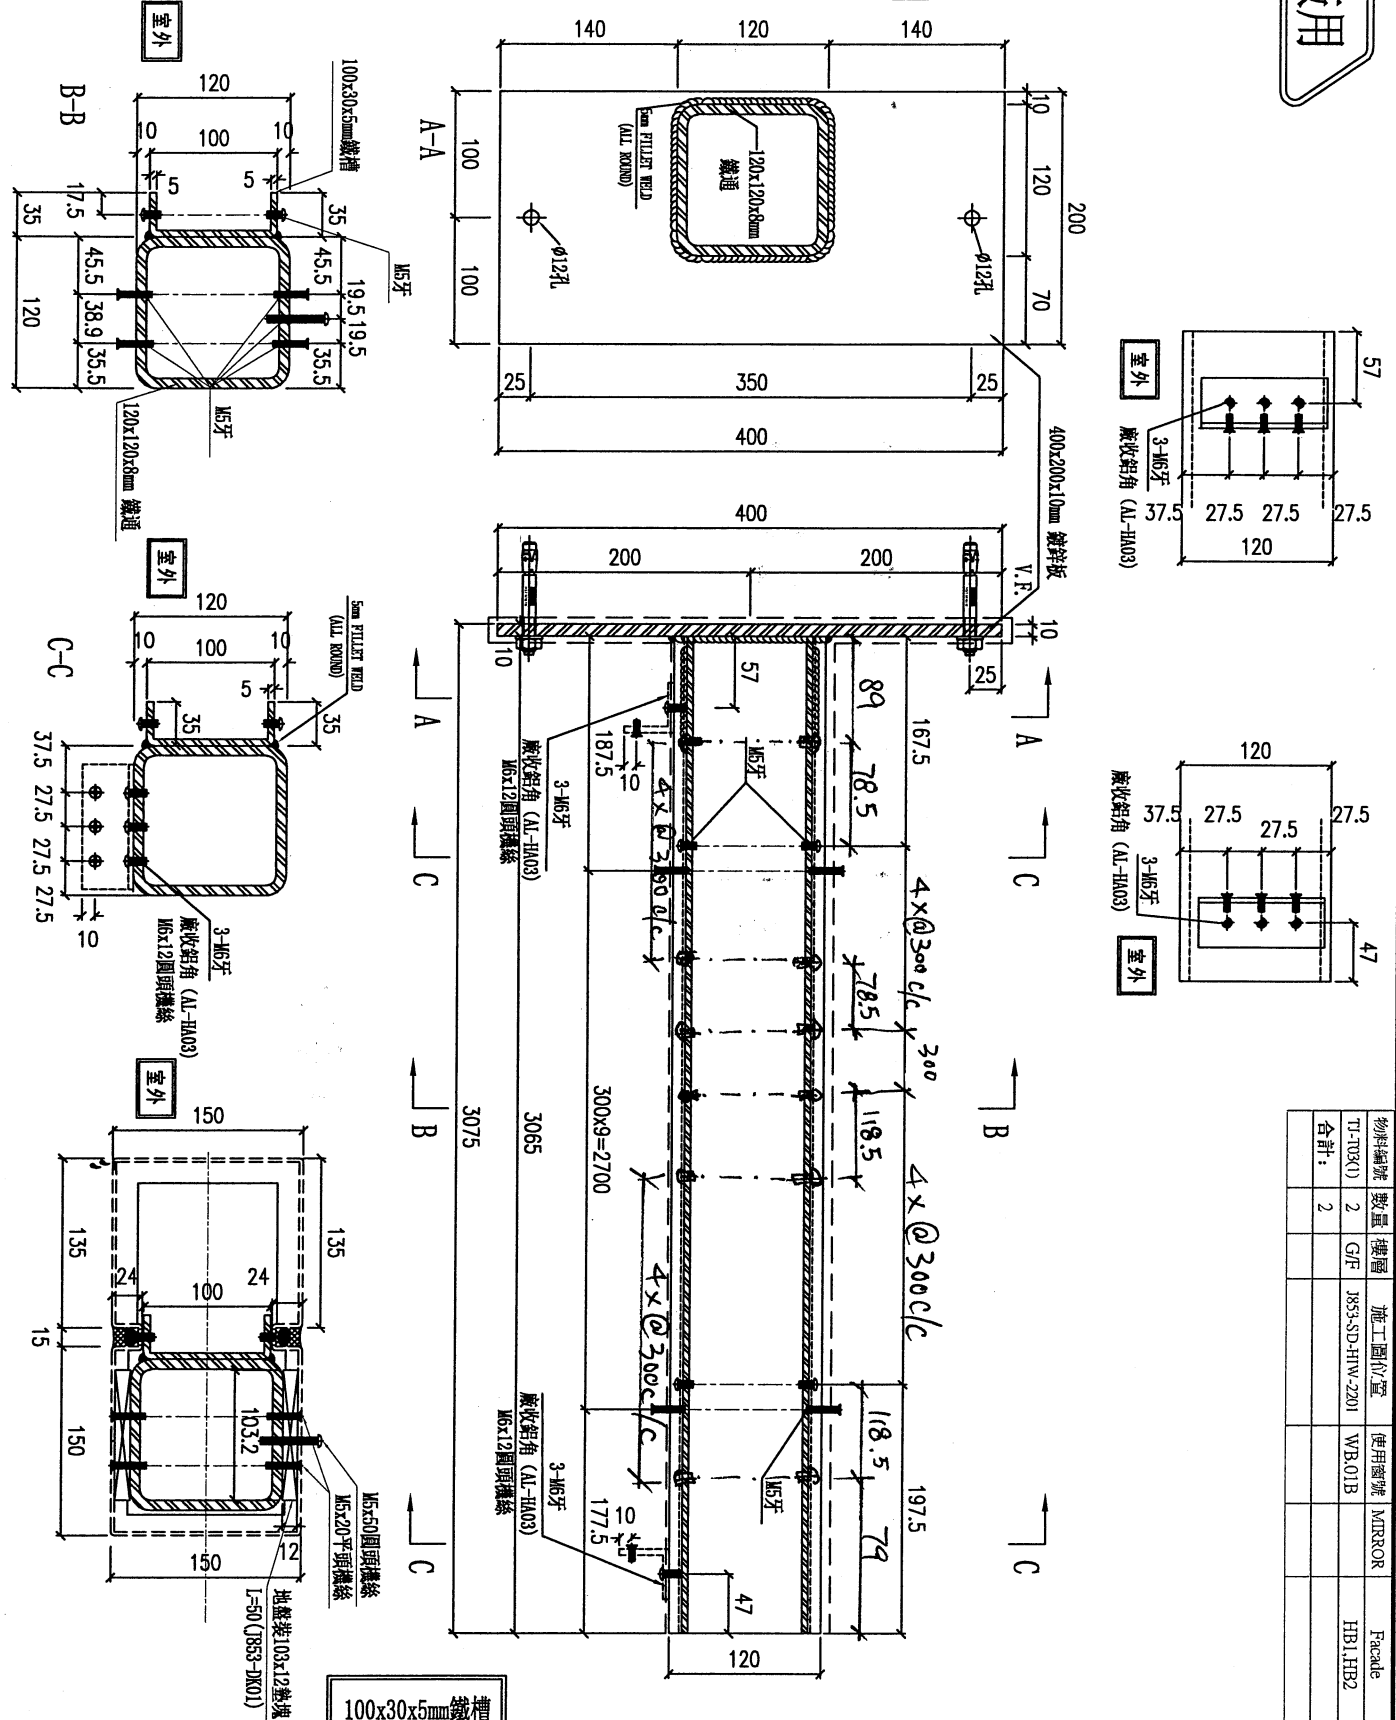 用
物料編號 數量 樓層 施工圖位置 使用窗號 MIRROR Facade
TJ-T03(1) 2 G/F J853-SD-HTW-2201 WB.01B HB1,HB2
合計: 2
140 120 140
10
120
70
200
100
100
A-A
120x120x8mm
鐵通
5mm FILLET WELD
(ALL ROUND)
Ø12孔
Ø12孔
25 350 25
400
400x200x10mm 鍍鋅板
V.F.
室外
B-B
120
10 100 10
5 5
100x30x5mm鐵槽
M5牙
17.5
35
35
45.5
38.9
35.5
120
45.5
19.5
19.5
35.5
M5牙
120x120x8mm 鐵通
室外
C-C
120
10 100 10
5
35
35
5mm FILLET WELD
(ALL ROUND)
37.5
27.5
27.5
27.5
10
3-M6牙
廠收鋁角 (AL-HA03)
M6x12圓頭機絲
室外
150
135
135
24 100 24
15
150
103.2
12
150
M5x50圓頭機絲
M5x20平頭機絲
地盤裝103x12墊塊
L=50(J853-DK01)
57
室外
3-M6牙
廠收鋁角 (AL-HA03)
37.5 27.5 27.5 27.5
120
120
37.5 27.5 27.5 27.5
3-M6牙
廠收鋁角 (AL-HA03)
47
室外
400
200 200
10
25
10
57
89
167.5
78.5
M5牙
187.5
10
3-M6牙
廠收鋁角 (AL-HA03)
M6x12圓頭機絲
4x@300 c/c
4x@300 c/c
78.5
300
118.5
4x@300c/c
4x@300c/c
118.5
197.5
79
M5牙
300x9=2700
3065
3075
3-M6牙
廠收鋁角 (AL-HA03)
M6x12圓頭機絲
10
177.5
47
120
A
A
C
C
B
B
C
C
100x30x5mm鐵槽